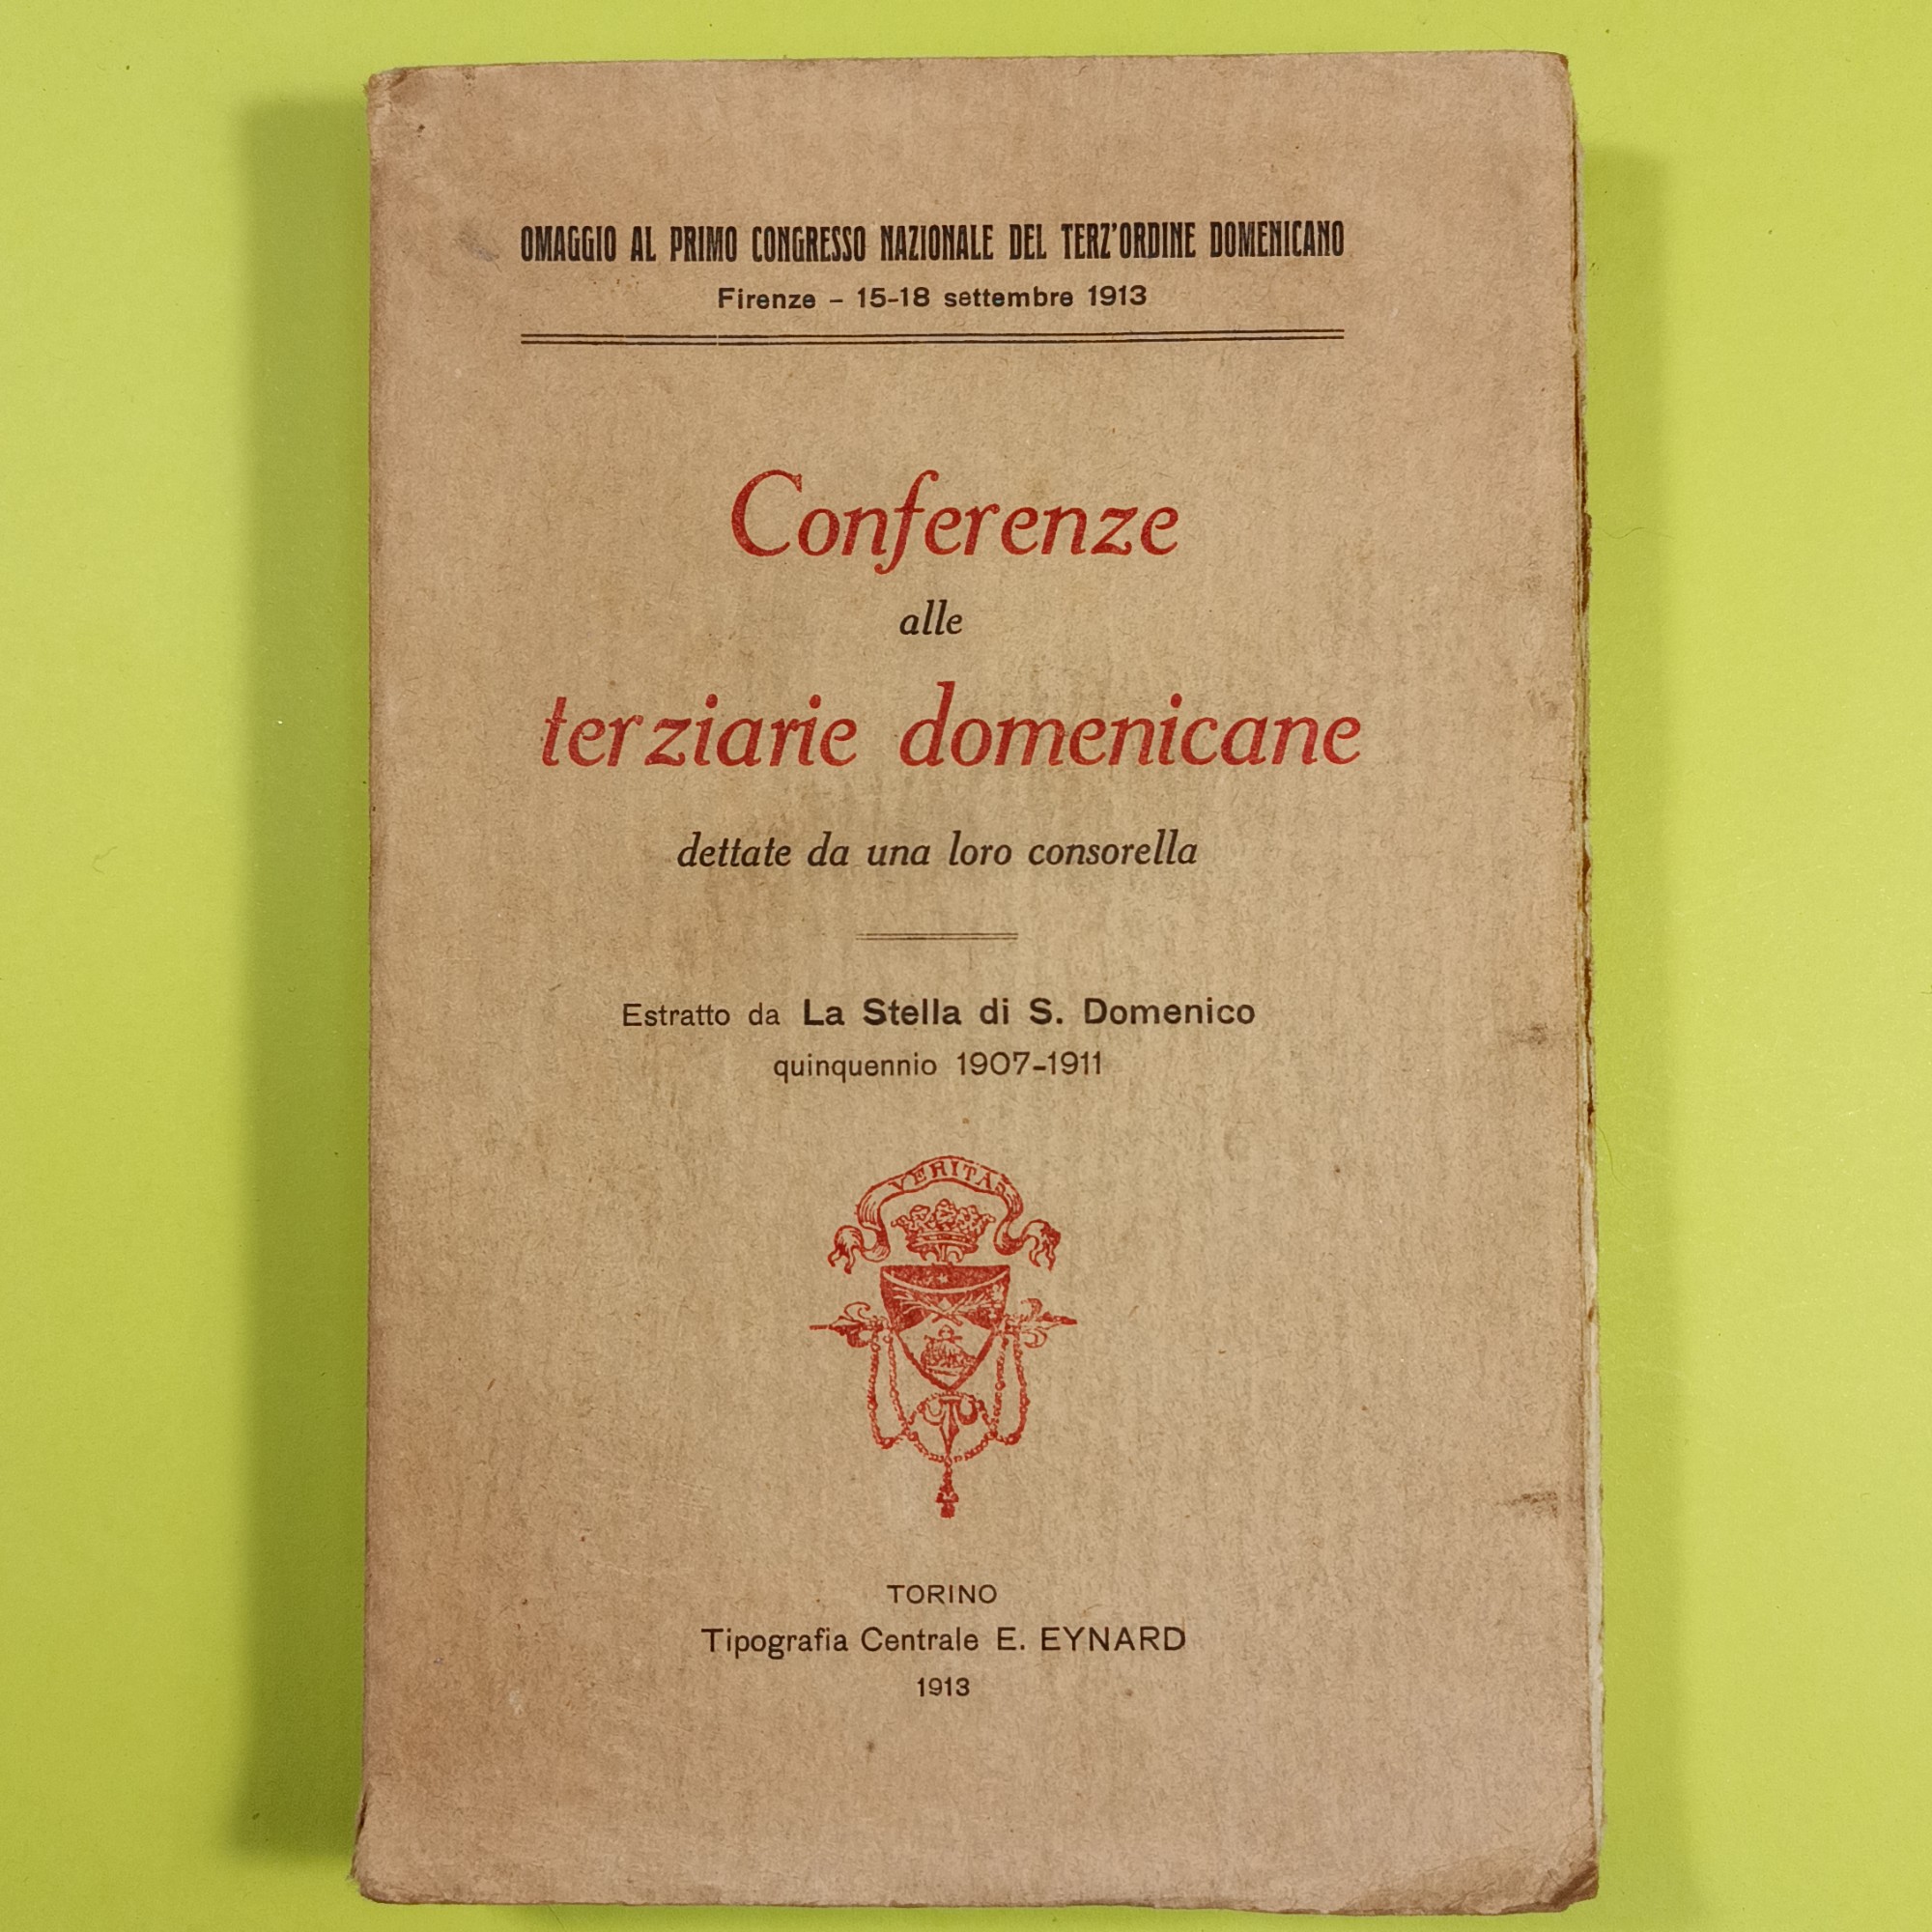 OMAGGIO AL PRIMO CONGRESSO NAZIONALE DEL TERZ'ORDINE DOMENICANO
Firenze - 15-18 settembre 1913
Conferenze
alle
terziarie domenicane
dettate da una loro consorella
Estratto da La Stella di S. Domenico
quinquennio 1907-1911
VERITAS
TORINO
Tipografia Centrale E. EYNARD
1913